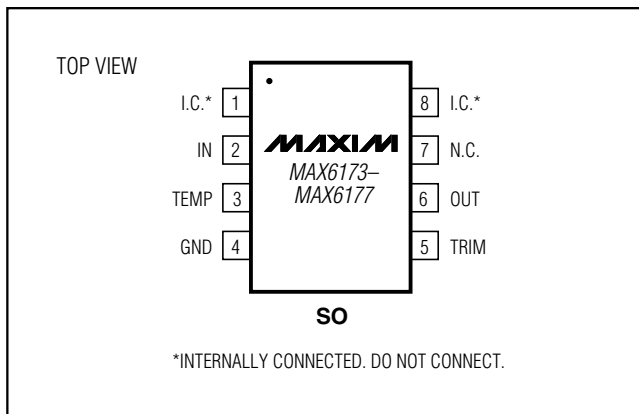 TOP VIEW
I.C.* 1
8 I.C.*
MAXIM
IN 2
7 N.C.
MAX6173–
MAX6177
TEMP 3
6 OUT
GND 4
5 TRIM
SO
*INTERNALLY CONNECTED. DO NOT CONNECT.